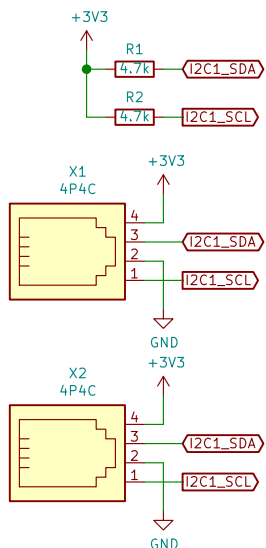 +3V3
R1
4.7k
I2C1_SDA
R2
4.7k
I2C1_SCL
X1
4P4C
+3V3
4
3
I2C1_SDA
2
1
I2C1_SCL
GND
X2
4P4C
+3V3
4
3
I2C1_SDA
2
1
I2C1_SCL
GND